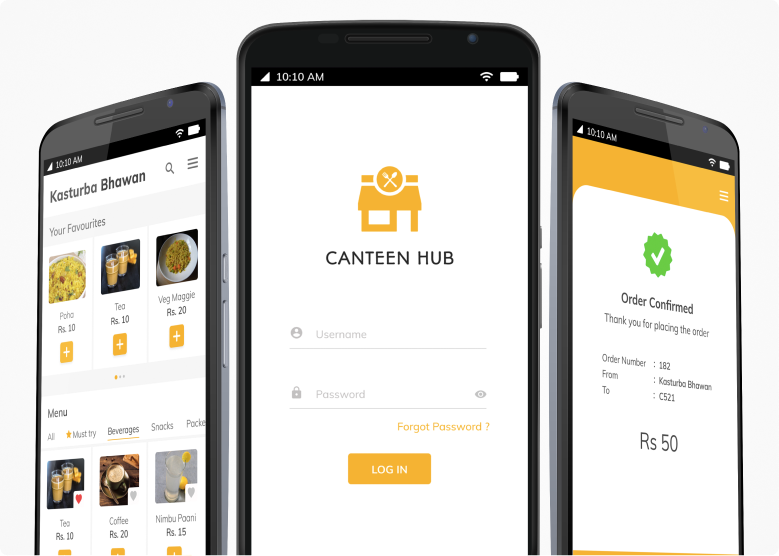 10:10 AM
Kasturba Bhawan
Your Favourites
Poha
Rs. 10
Tea
Rs. 10
Veg Maggie
Rs. 20
Menu
All
Must try
Beverages
Snacks
Tea
Rs. 10
Coffee
Rs. 20
Nimbu Paani
Rs. 15
10:10 AM
CANTEEN HUB
Username
Password
Forgot Password ?
LOG IN
10:10 AM
Order Confirmed
Thank you for placing the order
Order Number : 182
From : Kasturba Bhawan
To : C521
Rs 50